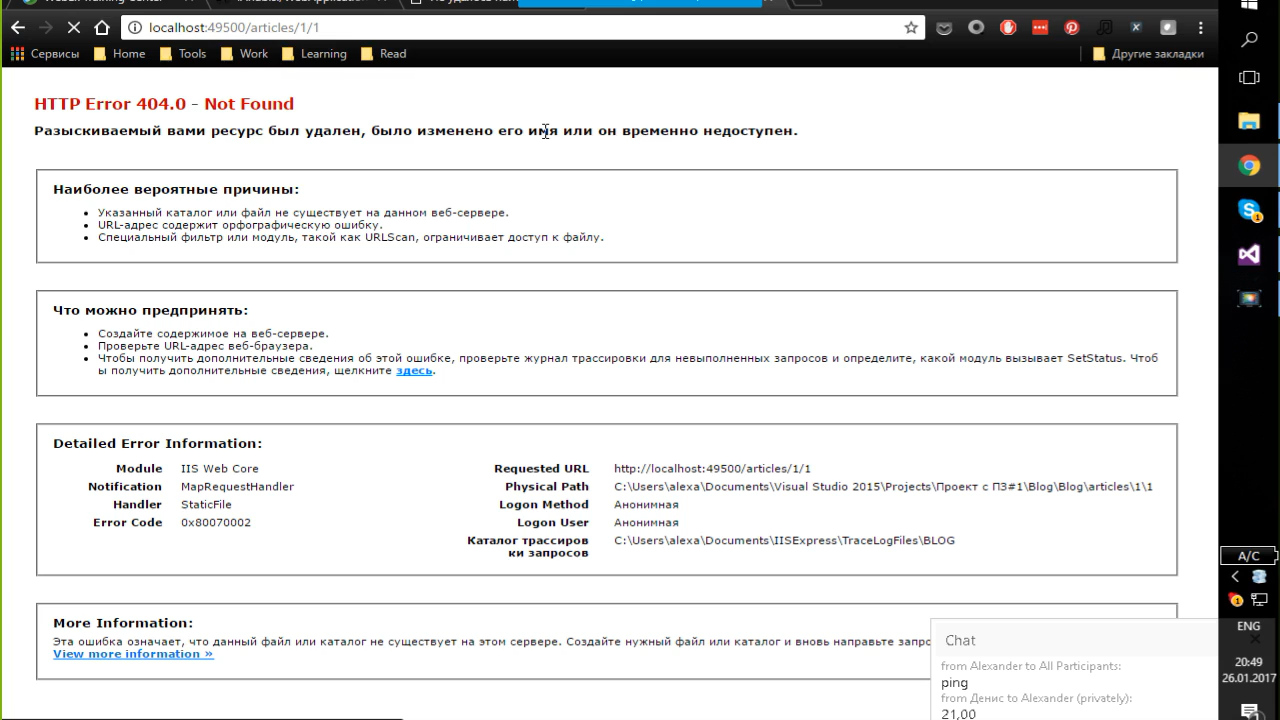 localhost:49500/articles/1/1
Сервисы Home Tools Work Learning Read Другие закладки
HTTP Error 404.0 - Not Found
Разыскиваемый вами ресурс был удален, было изменено его имя или он временно недоступен.
Наиболее вероятные причины:
Указанный каталог или файл не существует на данном веб-сервере.
URL-адрес содержит орфографическую ошибку.
Специальный фильтр или модуль, такой как URLScan, ограничивает доступ к файлу.
Что можно предпринять:
Создайте содержимое на веб-сервере.
Проверьте URL-адрес веб-браузера.
Чтобы получить дополнительные сведения об этой ошибке, проверьте журнал трассировки для невыполненных запросов и определите, какой модуль вызывает SetStatus. Чтоб
ы получить дополнительные сведения, щелкните здесь.
Detailed Error Information:
Module IIS Web Core
Notification MapRequestHandler
Handler StaticFile
Error Code 0x80070002
Requested URL http://localhost:49500/articles/1/1
Physical Path C:\Users\alexa\Documents\Visual Studio 2015\Projects\Проект с ПЗ#1\Blog\Blog\articles\1\1
Logon Method Анонимная
Logon User Анонимная
Каталог трассиров C:\Users\alexa\Documents\IISExpress\TraceLogFiles\BLOG
ки запросов
More Information:
Эта ошибка означает, что данный файл или каталог не существует на этом сервере. Создайте нужный файл или каталог и вновь направьте запро
View more information »
Chat
from Alexander to All Participants:
ping
from Денис to Alexander (privately):
21,00
A/C
ENG
20:49
26.01.2017